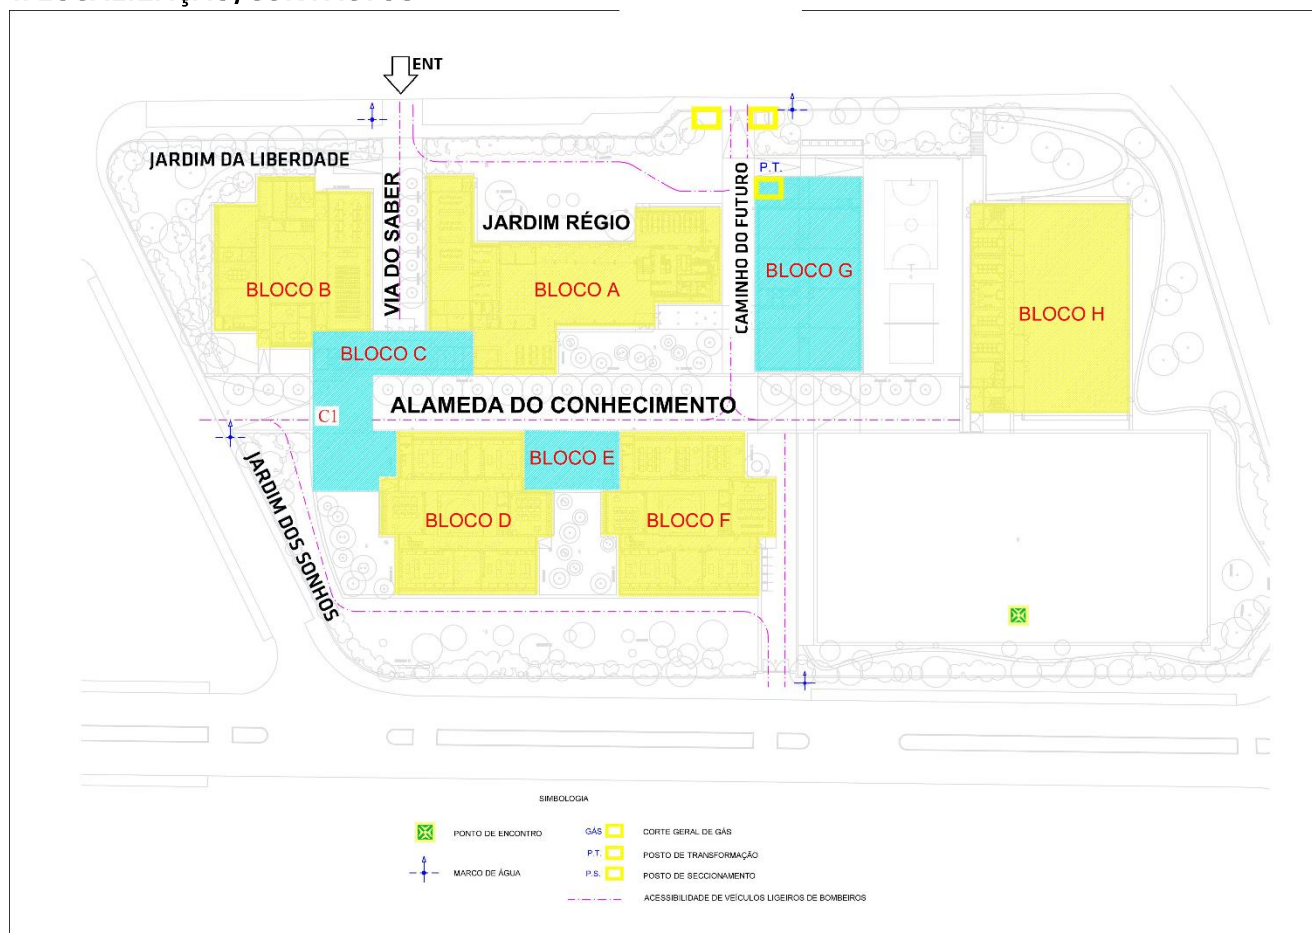 ENT
JARDIM DA LIBERDADE
VIA DO SABER
JARDIM RÉGIO
CAMINHO DO FUTURO
P.T.
BLOCO B
BLOCO A
BLOCO G
BLOCO H
BLOCO C
C1
ALAMEDA DO CONHECIMENTO
BLOCO E
JARDIM DOS SONHOS
BLOCO D
BLOCO F
SIMBOLOGIA
PONTO DE ENCONTRO
GÁS
CORTE GERAL DE GÁS
P.T.
POSTO DE TRANSFORMAÇÃO
MARCO DE ÁGUA
P.S.
POSTO DE SECCIONAMENTO
ACESSIBILIDADE DE VEÍCULOS LIGEIROS DE BOMBEIROS